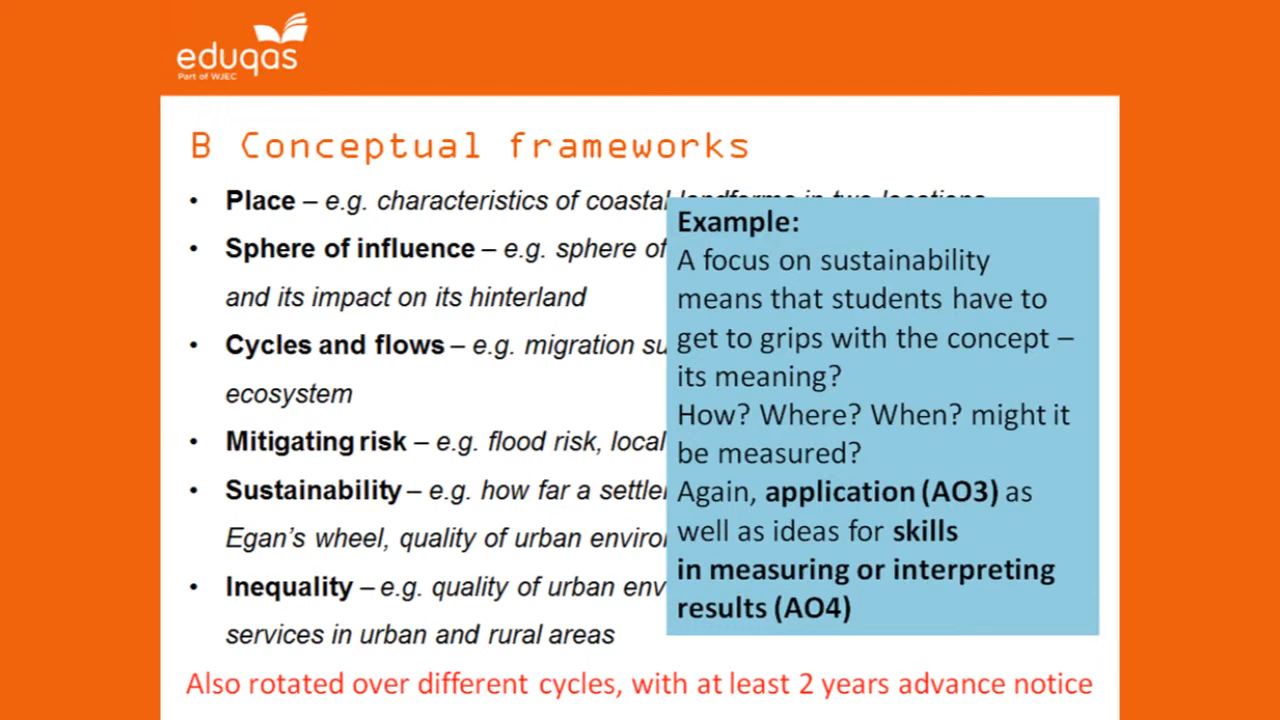 eduqas
Part of WJEC
B Conceptual frameworks
• Place – e.g. characteristics of coastal landforms in two locations
• Sphere of influence – e.g. sphere of
and its impact on its hinterland
• Cycles and flows – e.g. migration
ecosystem
• Mitigating risk – e.g. flood risk, local
• Sustainability – e.g. how far a
Egan's wheel, quality of urban
• Inequality – e.g. quality of urban
services in urban and rural areas
Example:
A focus on sustainability
means that students have to
get to grips with the concept –
its meaning?
How? Where? When? might it
be measured?
Again, application (AO3) as
well as ideas for skills
in measuring or interpreting
results (AO4)
Also rotated over different cycles, with at least 2 years advance notice